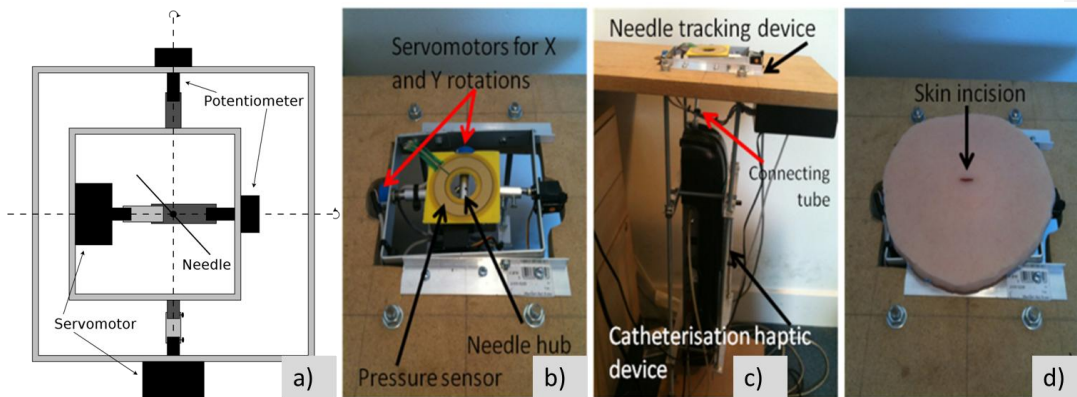 Potentiometer
Needle
Servomotor
a)
Servomotors for X
and Y rotations
Needle hub
Pressure sensor
b)
Needle tracking device
Connecting
tube
Catheterisation haptic
device
c)
Skin incision
d)